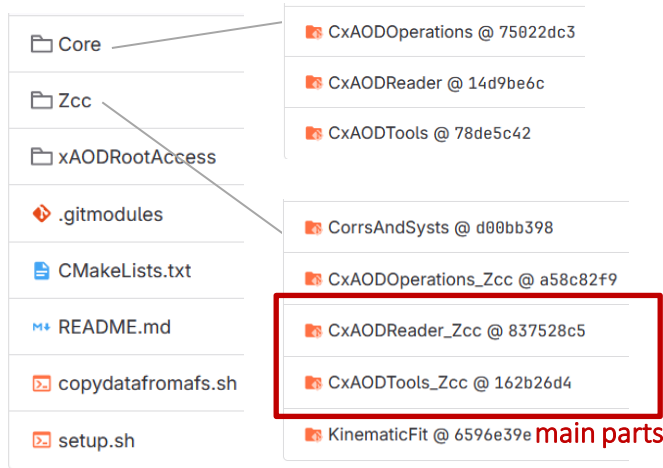 Core
Zcc
xAODRootAccess
.gitmodules
CMakeLists.txt
README.md
copydatafromafs.sh
setup.sh
CxAODOperations @ 75022dc3
CxAODReader @ 14d9be6c
CxAODTools @ 78de5c42
CorrsAndSysts @ d00bb398
CxAODOperations_Zcc @ a58c82f9
CxAODReader_Zcc @ 837528c5
CxAODTools_Zcc @ 162b26d4
KinematicFit @ 6596e39e
main parts